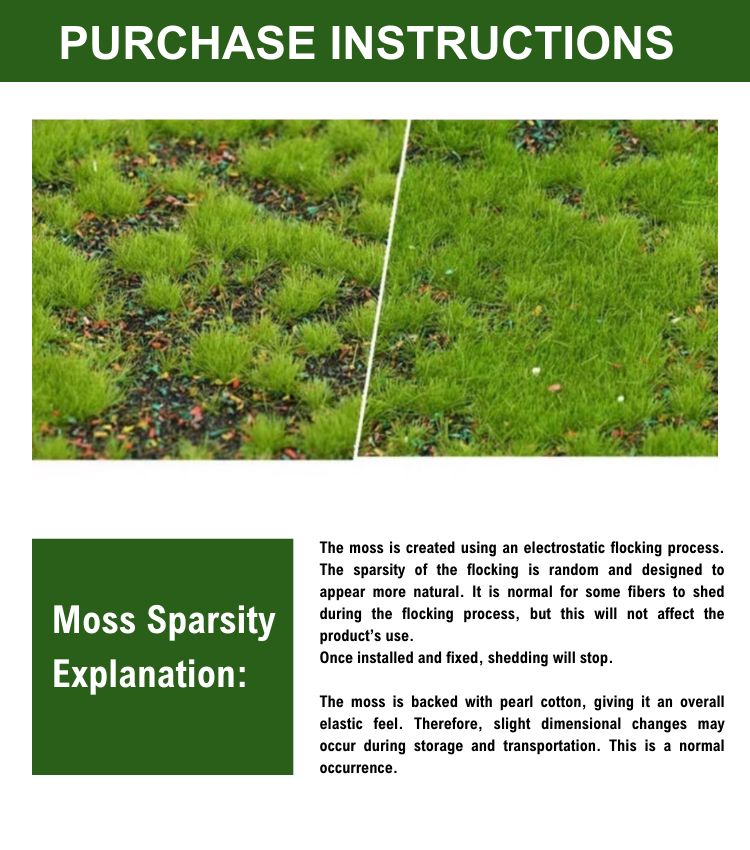 PURCHASE INSTRUCTIONS
Moss Sparsity
Explanation:
The moss is created using an electrostatic flocking process.
The sparsity of the flocking is random and designed to
appear more natural. It is normal for some fibers to shed
during the flocking process, but this will not affect the
product's use.
Once installed and fixed, shedding will stop.
The moss is backed with pearl cotton, giving it an overall
elastic feel. Therefore, slight dimensional changes may
occur during storage and transportation. This is a normal
occurrence.